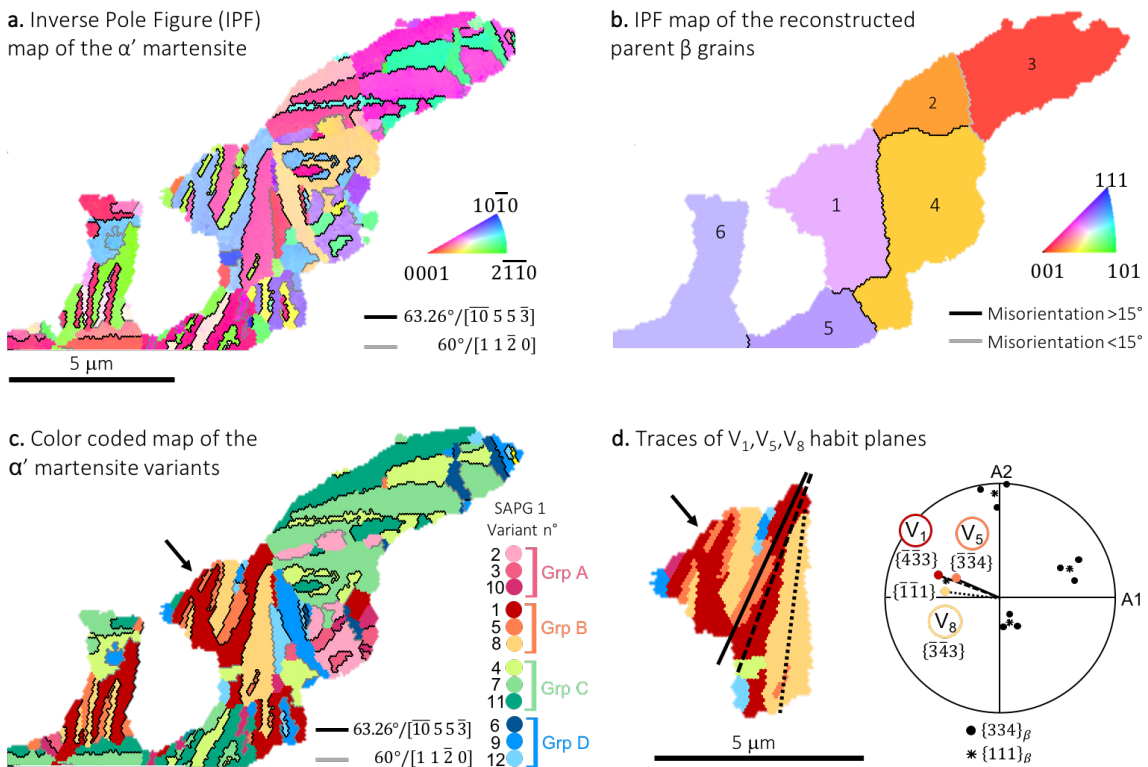 a. Inverse Pole Figure (IPF)
map of the α’ martensite
101̅0
0001
21̅1̅0
63.26°/[1̅0̅ 5 5 3̅]
60°/[1 1 2̅ 0]
5 μm
b. IPF map of the reconstructed
parent β grains
3
2
1
4
6
5
111
001
101
Misorientation >15°
Misorientation <15°
c. Color coded map of the
α’ martensite variants
SAPG 1
Variant n°
2
3 Grp A
10
1
5 Grp B
8
4
7 Grp C
11
6
9 Grp D
12
63.26°/[1̅0̅ 5 5 3̅]
60°/[1 1 2̅ 0]
d. Traces of V₁,V₅,V₈ habit planes
5 μm
A2
V₁
V₅
{4̅3̅3}
{3̅3̅4}
{1̅1̅1}
A1
V₈
{3̅4̅3}
{334}β
{111}β